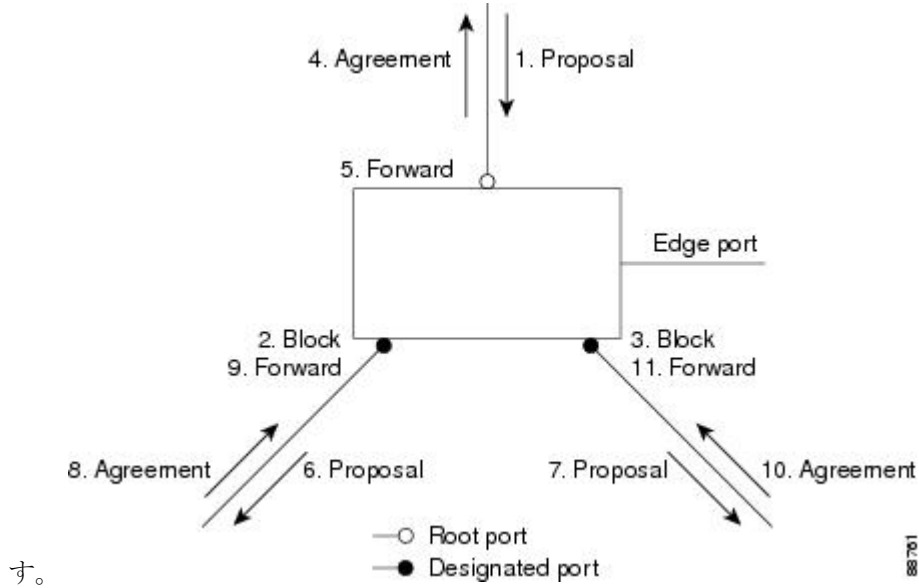 4. Agreement
1. Proposal
5. Forward
Edge port
2. Block
9. Forward
3. Block
11. Forward
8. Agreement
6. Proposal
7. Proposal
10. Agreement
Root port
Designated port
88761
す。